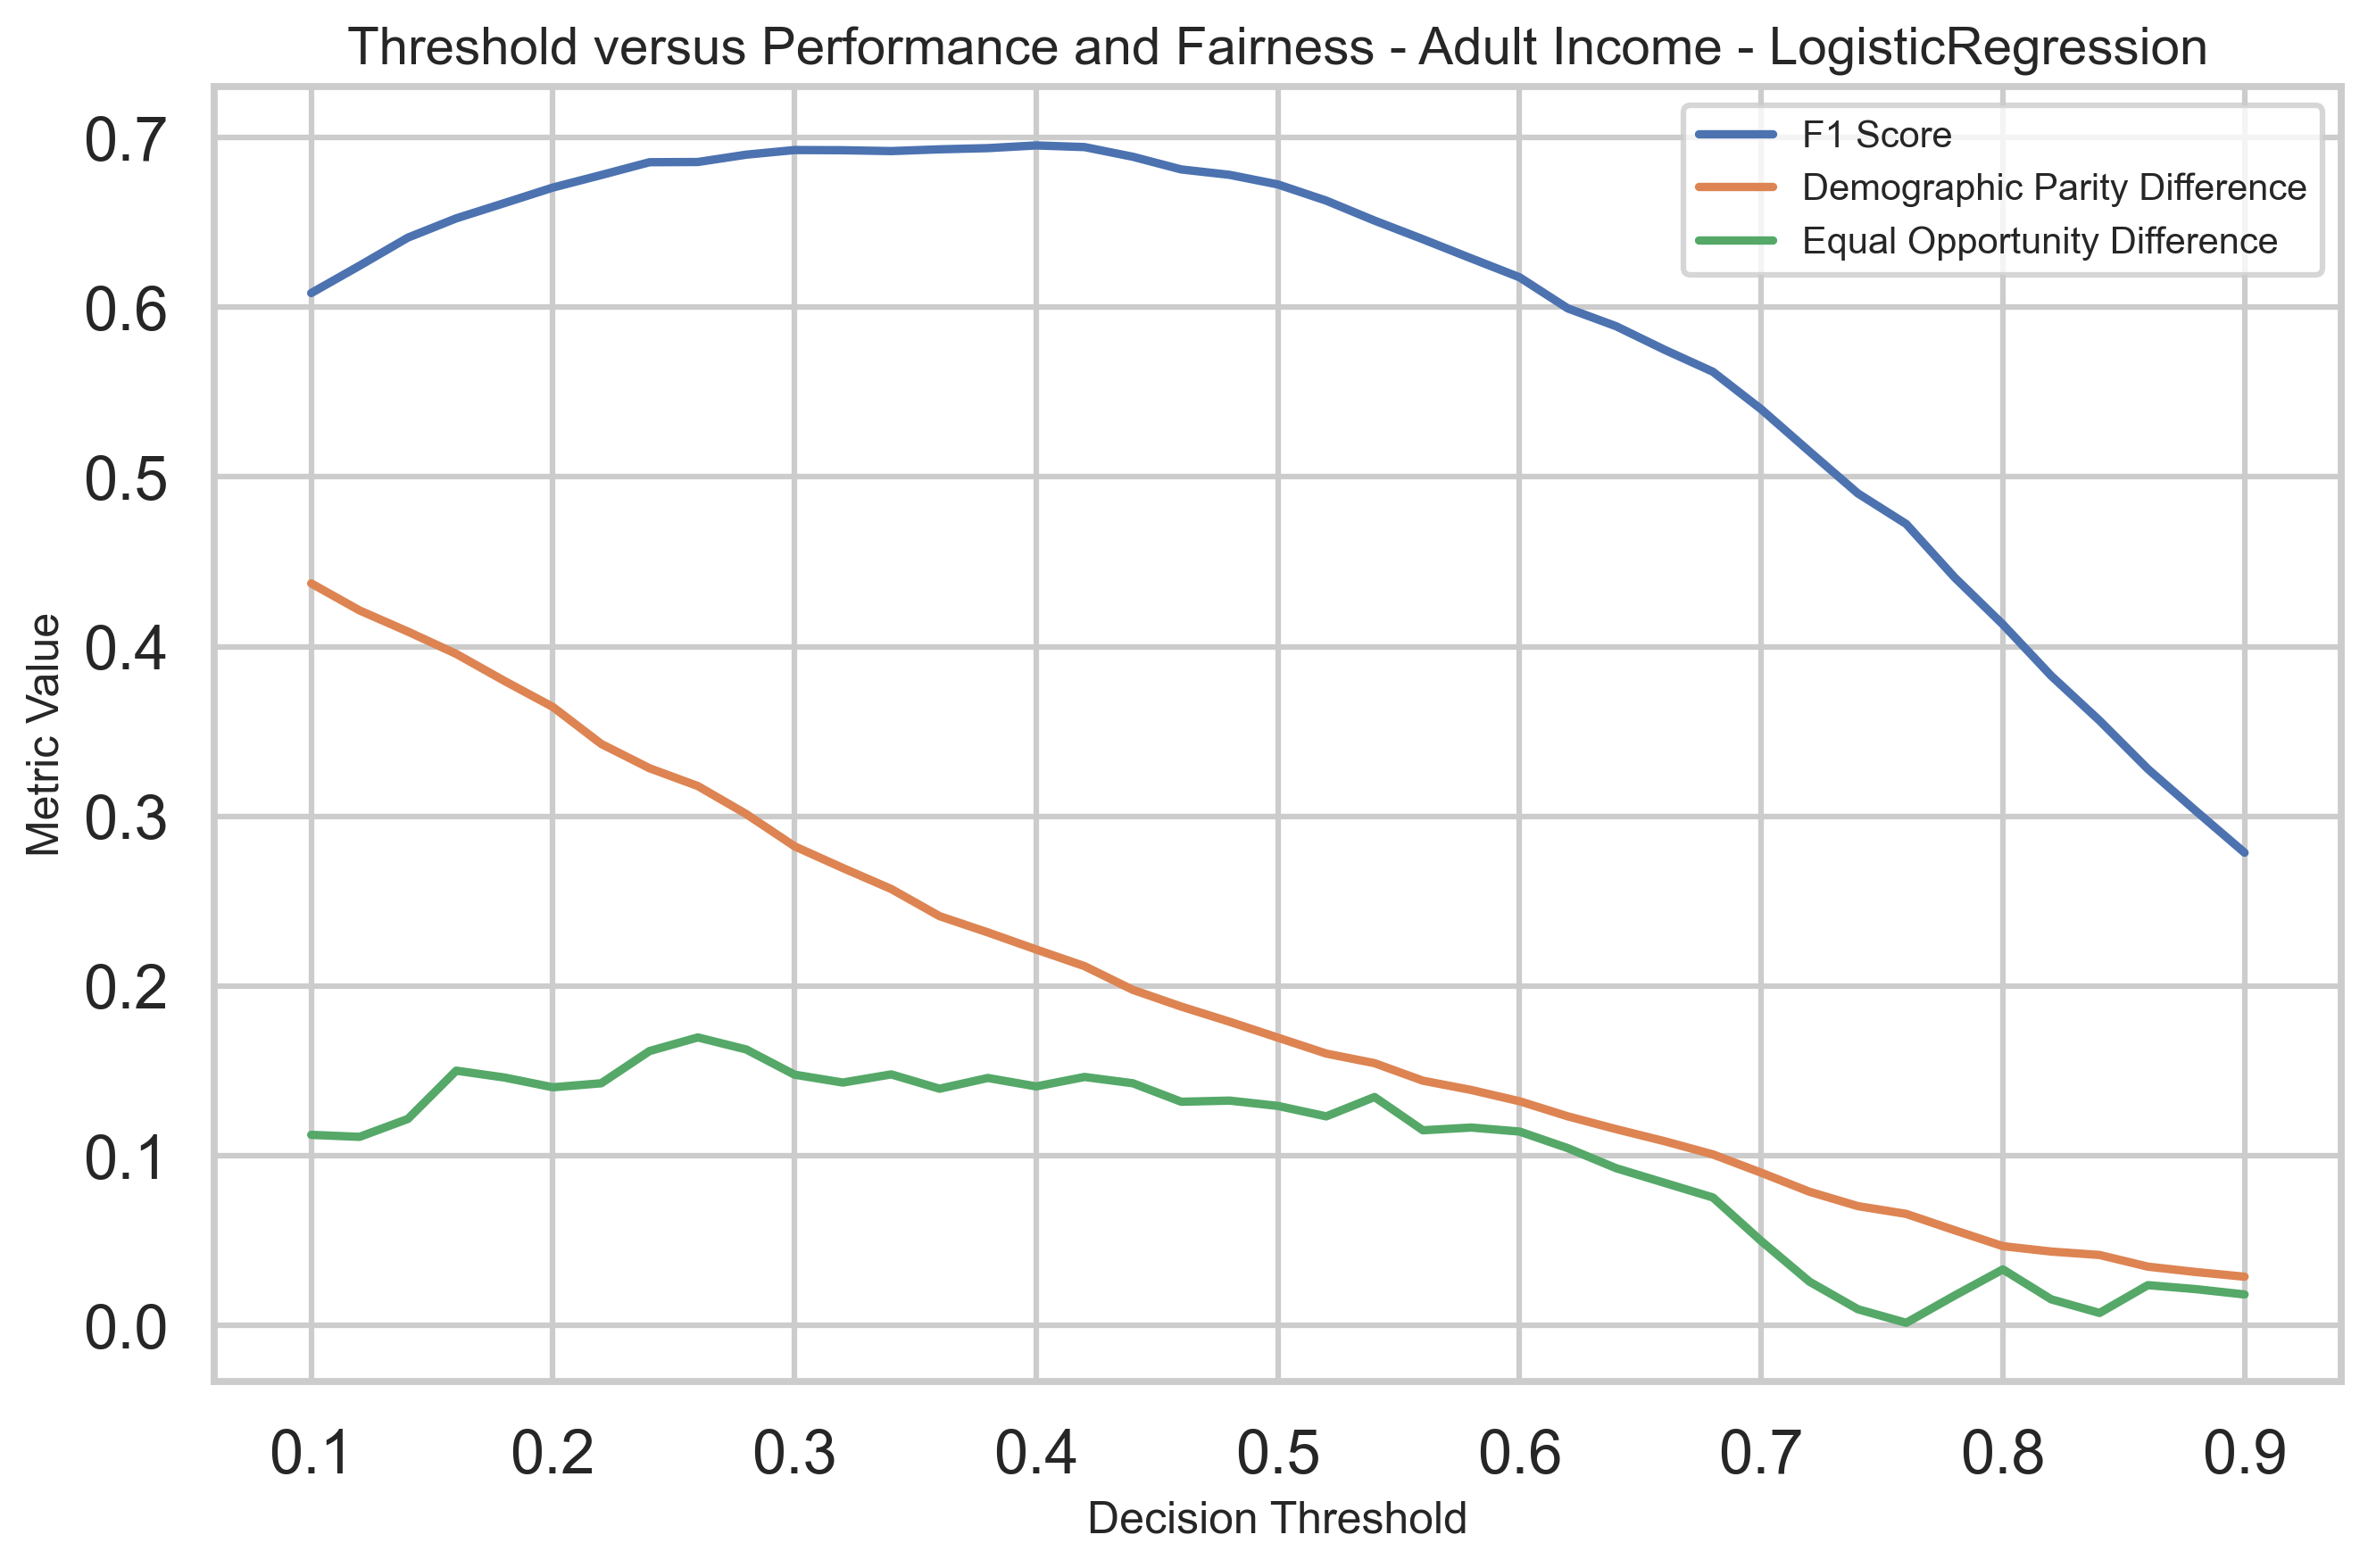 Threshold versus Performance and Fairness - Adult Income - LogisticRegression
F1 Score
Demographic Parity Difference
Equal Opportunity Difference
Metric Value
0.7
0.6
0.5
0.4
0.3
0.2
0.1
0.0
0.1 0.2 0.3 0.4 0.5 0.6 0.7 0.8 0.9
Decision Threshold